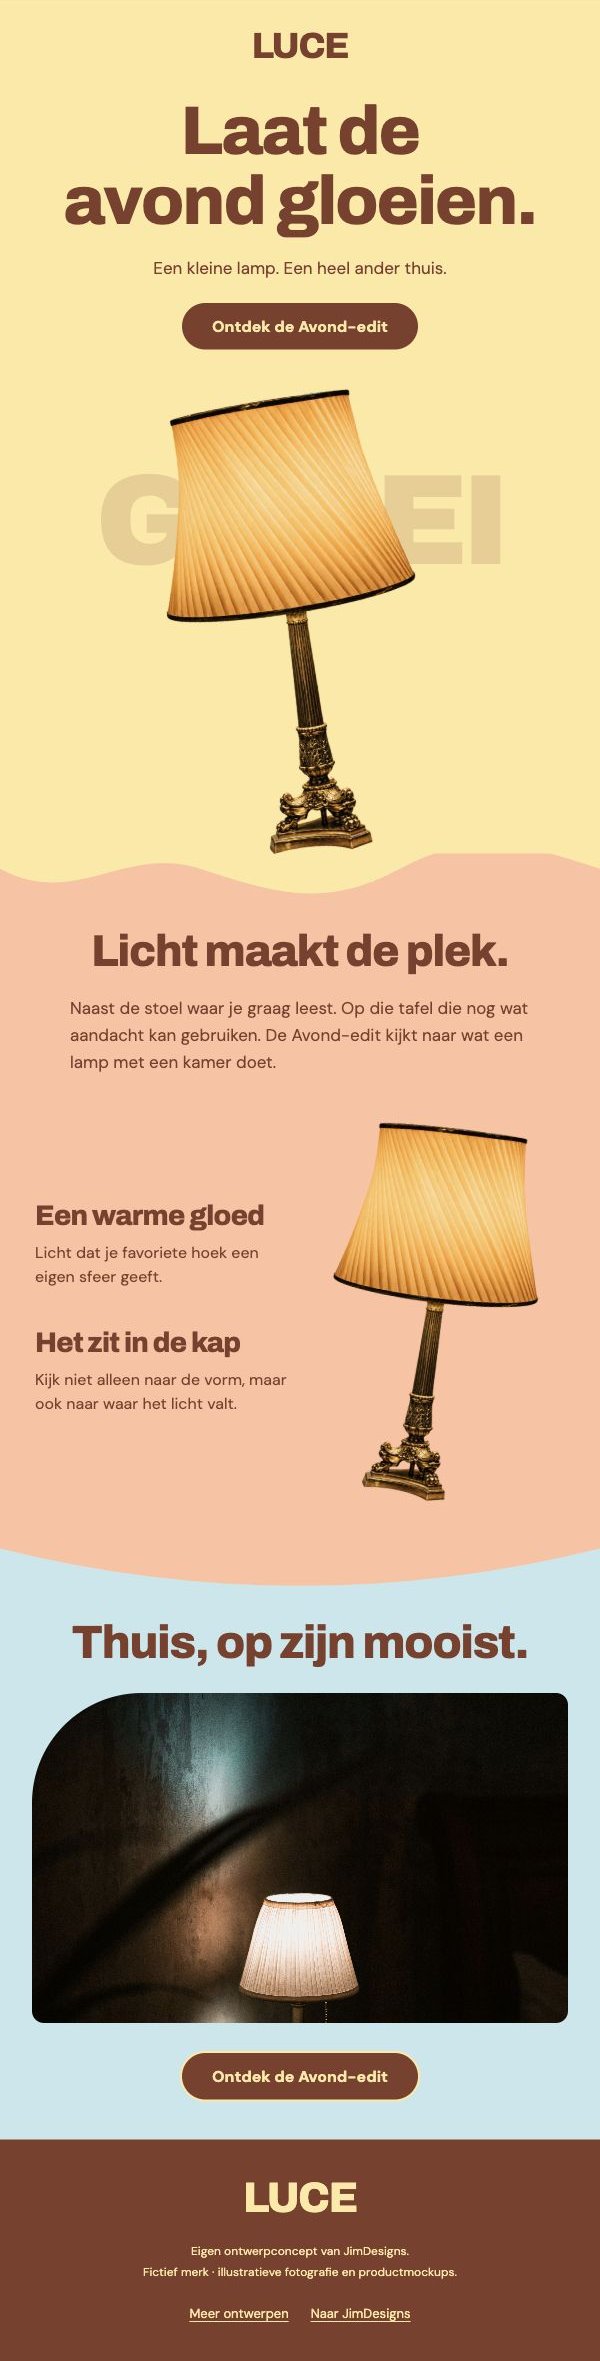 LUCE
Laat de
avond gloeien.
Een kleine lamp. Een heel ander thuis.
Ontdek de Avond-edit
G EI
Licht maakt de plek.
Naast de stoel waar je graag leest. Op die tafel die nog wat
aandacht kan gebruiken. De Avond-edit kijkt naar wat een
lamp met een kamer doet.
Een warme gloed
Licht dat je favoriete hoek een
eigen sfeer geeft.
Het zit in de kap
Kijk niet alleen naar de vorm, maar
ook naar waar het licht valt.
Thuis, op zijn mooist.
Ontdek de Avond-edit
LUCE
Eigen ontwerpconcept van JimDesigns.
Fictief merk · illustratieve fotografie en productmockups.
Meer ontwerpen Naar JimDesigns